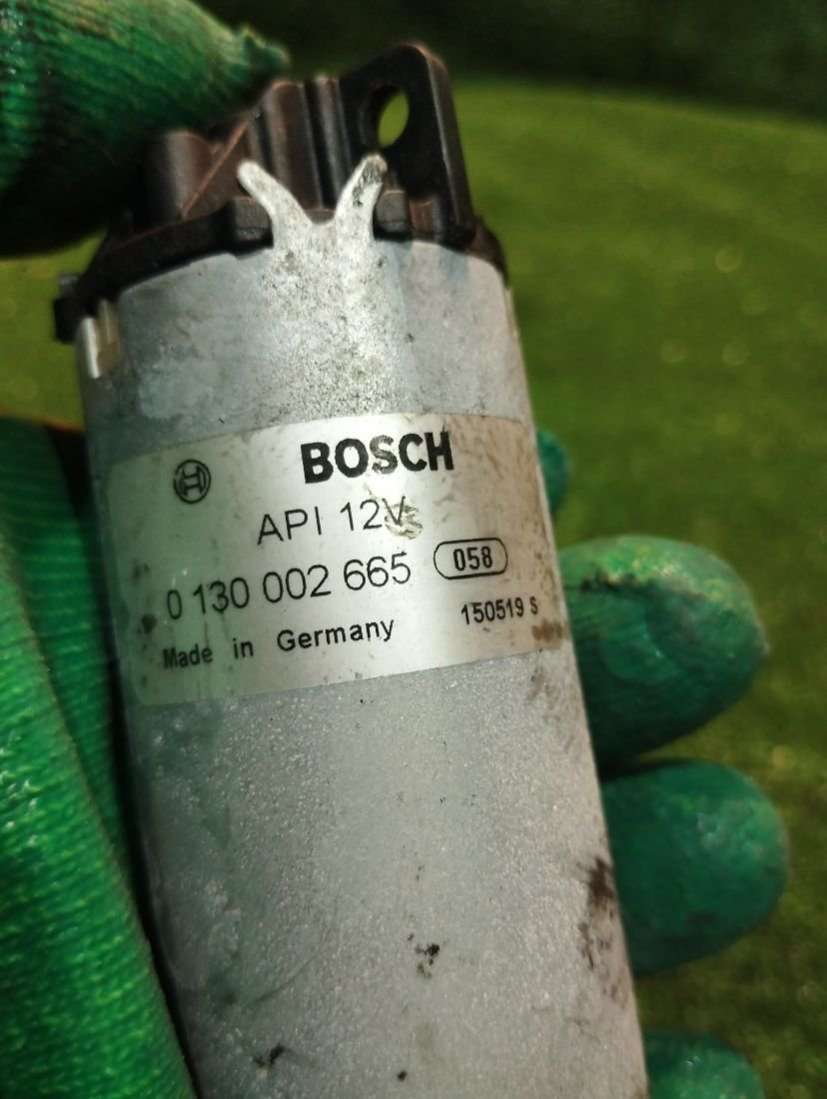 BOSCH
API 12V
0 130 002 665 058
Made in Germany 150519 S